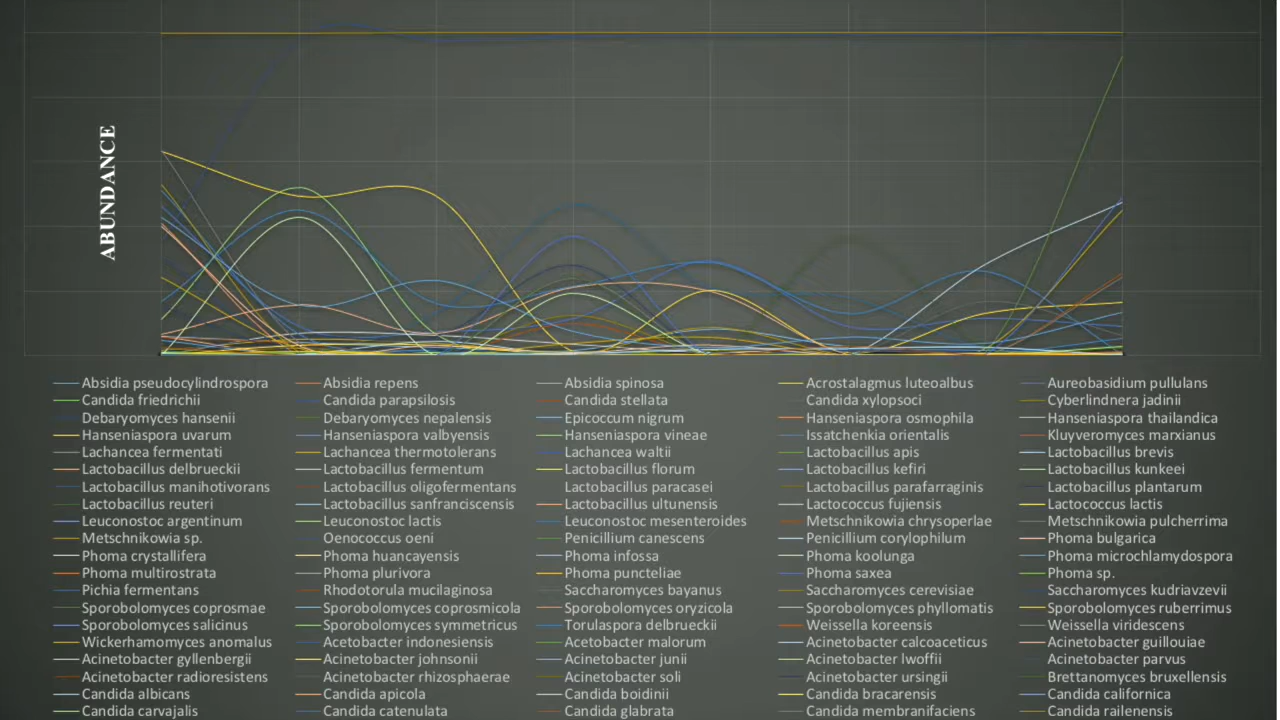 ABUNDANCE
Absidia pseudocylindrospora Absidia repens Absidia spinosa Acrostalagmus luteoalbus Aureobasidium pullulans
Candida friedrichii Candida parapsilosis Candida stellata Candida xylopsoci Cyberlindnera jadinii
Debaryomyces hansenii Debaryomyces nepalensis Epicoccum nigrum Hanseniaspora osmophila Hanseniaspora thailandica
Hanseniaspora uvarum Hanseniaspora valbyensis Hanseniaspora vineae Issatchenkia orientalis Kluyveromyces marxianus
Lachancea fermentati Lachancea thermotolerans Lachancea waltii Lactobacillus apis Lactobacillus brevis
Lactobacillus delbrueckii Lactobacillus fermentum Lactobacillus florum Lactobacillus kefiri Lactobacillus kunkeei
Lactobacillus manihotivorans Lactobacillus oligofermentans Lactobacillus paracasei Lactobacillus parafarraginis Lactobacillus plantarum
Lactobacillus reuteri Lactobacillus sanfranciscensis Lactobacillus ultunensis Lactococcus fujiensis Lactococcus lactis
Leuconostoc argentinum Leuconostoc lactis Leuconostoc mesenteroides Metschnikowia chrysoperlae Metschnikowia pulcherrima
Metschnikowia sp. Oenococcus oeni Penicillium canescens Penicillium corylophilum Phoma bulgarica
Phoma crystallifera Phoma huancayensis Phoma infossa Phoma koolunga Phoma microchlamydospora
Phoma multirostrata Phoma plurivora Phoma puncteliae Phoma saxea Phoma sp.
Pichia fermentans Rhodotorula mucilaginosa Saccharomyces bayanus Saccharomyces cerevisiae Saccharomyces kudriavzevii
Sporobolomyces coprosmae Sporobolomyces coprosmicola Sporobolomyces oryzicola Sporobolomyces phyllomatis Sporobolomyces ruberrimus
Sporobolomyces salicinus Sporobolomyces symmetricus Torulaspora delbrueckii Weissella koreensis Weissella viridescens
Wickerhamomyces anomalus Acetobacter indonesiensis Acetobacter malorum Acinetobacter calcoaceticus Acinetobacter guillouiae
Acinetobacter gyllenbergii Acinetobacter johnsonii Acinetobacter junii Acinetobacter lwoffii Acinetobacter parvus
Acinetobacter radioresistens Acinetobacter rhizosphaerae Acinetobacter soli Acinetobacter ursingii Brettanomyces bruxellensis
Candida albicans Candida apicola Candida boidinii Candida bracarensis Candida californica
Candida carvajalis Candida catenulata Candida glabrata Candida membranifaciens Candida railenensis